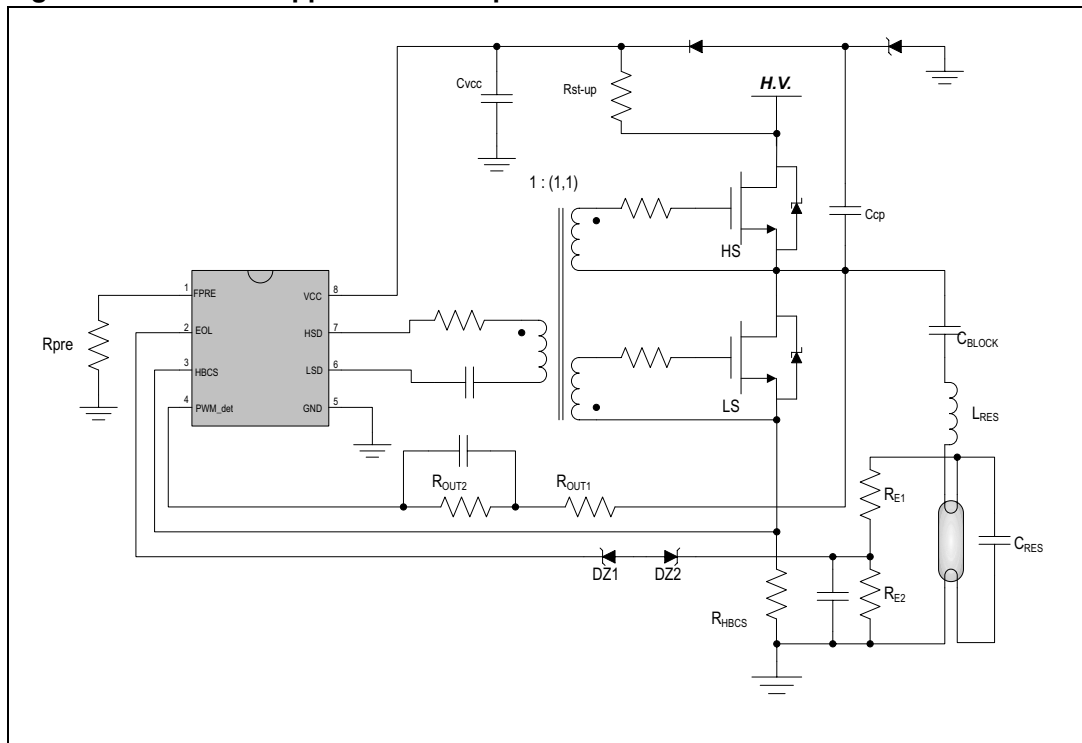 Cvcc
Rst-up
H.V.
1 : (1,1)
Ccp
HS
1 FPRE VCC 8
2 EOL HSD 7
3 HBCS LSD 6
4 PWM_det GND 5
Rpre
CBLOCK
LS
LRES
ROUT2
ROUT1
RE1
CRES
DZ1
DZ2
RE2
RHBCS